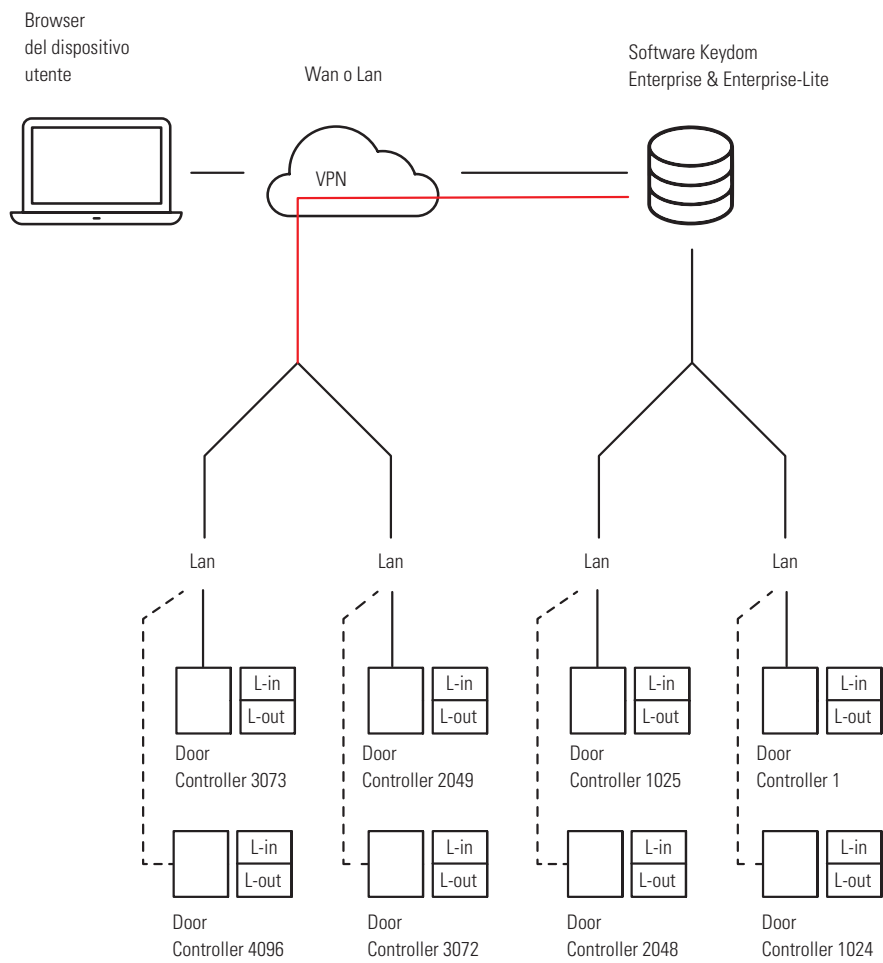 Browser
del dispositivo
utente
Wan o Lan
Software Keydom
Enterprise & Enterprise-Lite
VPN
Lan
Lan
Lan
Lan
L-in
L-out
L-in
L-out
L-in
L-out
L-in
L-out
Door
Controller 3073
Door
Controller 2049
Door
Controller 1025
Door
Controller 1
L-in
L-out
L-in
L-out
L-in
L-out
L-in
L-out
Door
Controller 4096
Door
Controller 3072
Door
Controller 2048
Door
Controller 1024